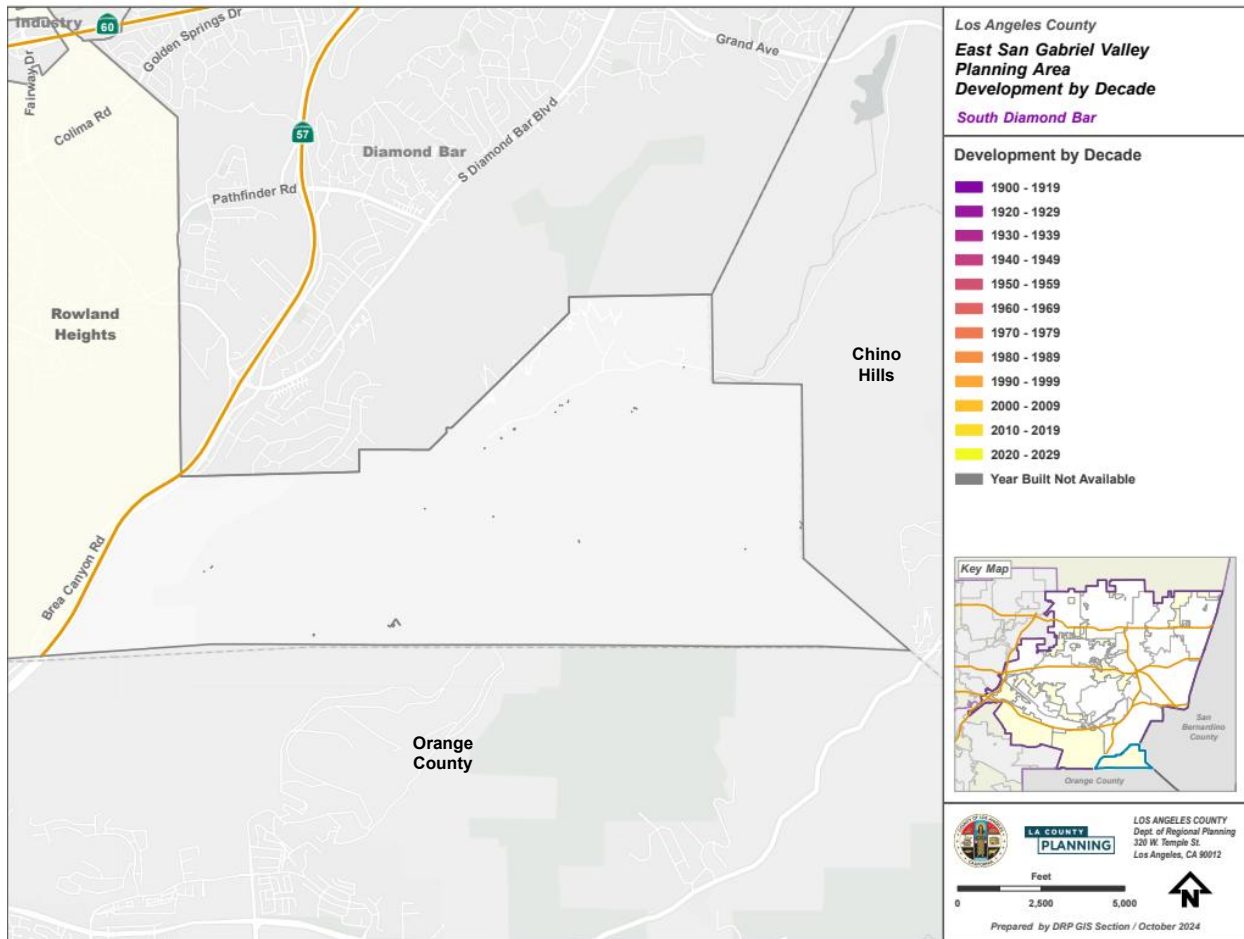 Industry
60
Golden Springs Dr
Fairway Dr
Colima Rd
Grand Ave
57
Diamond Bar
S Diamond Bar Blvd
Pathfinder Rd
Rowland
Heights
Chino
Hills
Brea Canyon Rd
Orange
County
Los Angeles County
East San Gabriel Valley
Planning Area
Development by Decade
South Diamond Bar
Development by Decade
1900 - 1919
1920 - 1929
1930 - 1939
1940 - 1949
1950 - 1959
1960 - 1969
1970 - 1979
1980 - 1989
1990 - 1999
2000 - 2009
2010 - 2019
2020 - 2029
Year Built Not Available
Key Map
San
Bernardino
County
Orange County
LA COUNTY
PLANNING
LOS ANGELES COUNTY
Dept. of Regional Planning
320 W. Temple St.
Los Angeles, CA 90012
Feet
0 2,500 5,000
N
Prepared by DRP GIS Section / October 2024